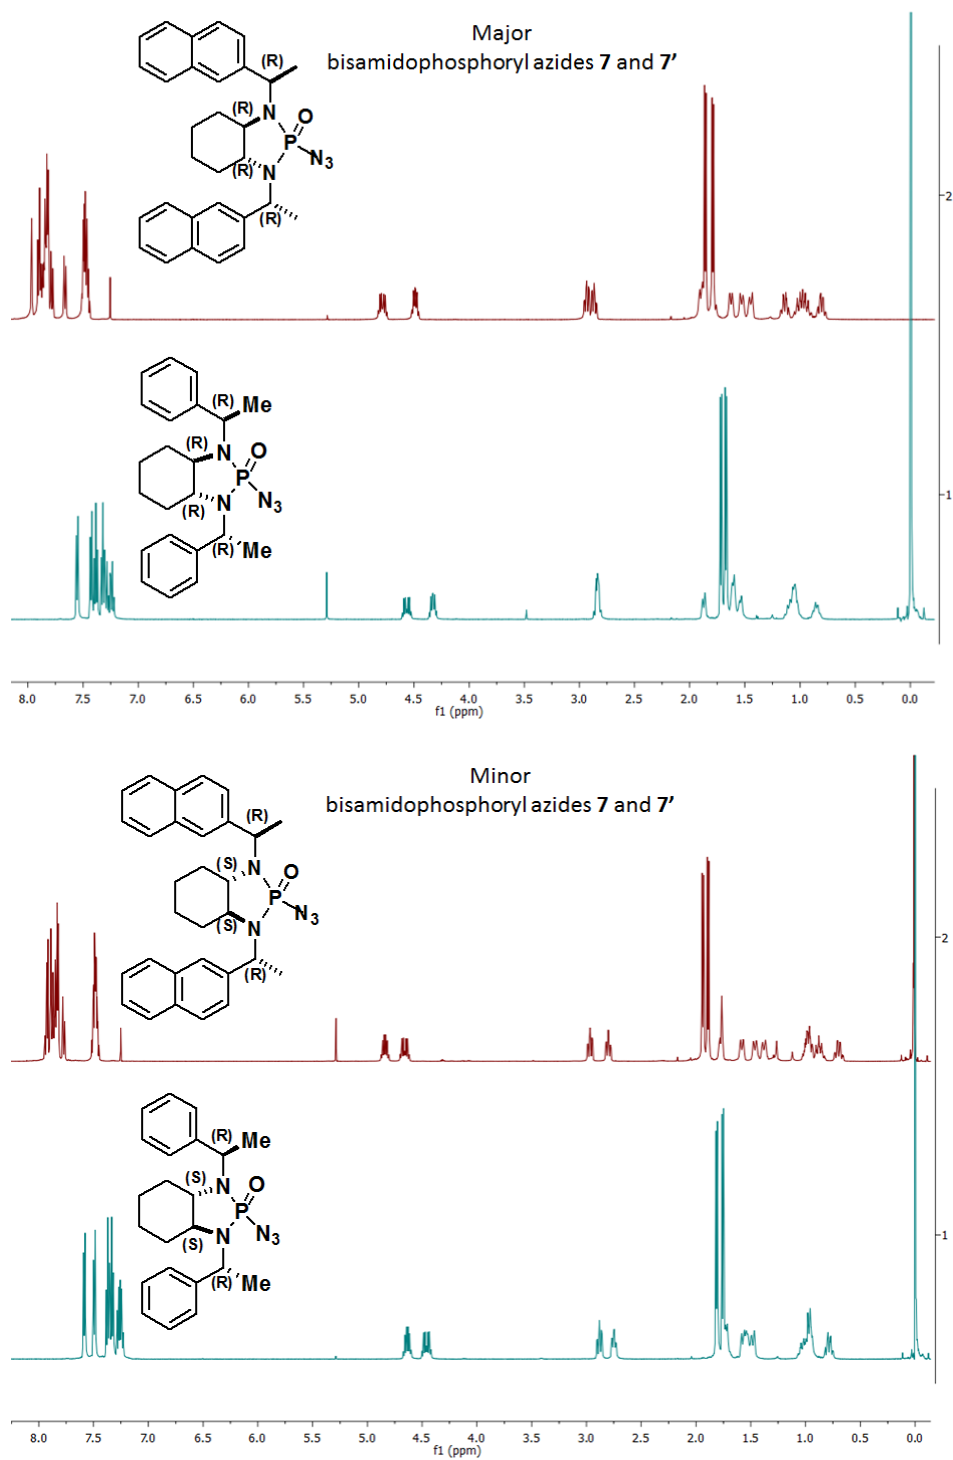 Major
bisamidophosphoryl azides 7 and 7'
(R)
(R)
N
O
P
N3
(R)
N
(R)
2
(R)
Me
(R)
N
O
P
N3
N
(R)
(R)
Me
1
8.0 7.5 7.0 6.5 6.0 5.5 5.0 4.5 4.0 3.5 3.0 2.5 2.0 1.5 1.0 0.5 0.0
f1 (ppm)
Minor
bisamidophosphoryl azides 7 and 7'
(R)
(S)
N
O
P
N3
(S)
N
(R)
2
(R)
Me
(S)
N
O
P
N3
N
(S)
(R)
Me
1
8.0 7.5 7.0 6.5 6.0 5.5 5.0 4.5 4.0 3.5 3.0 2.5 2.0 1.5 1.0 0.5 0.0
f1 (ppm)